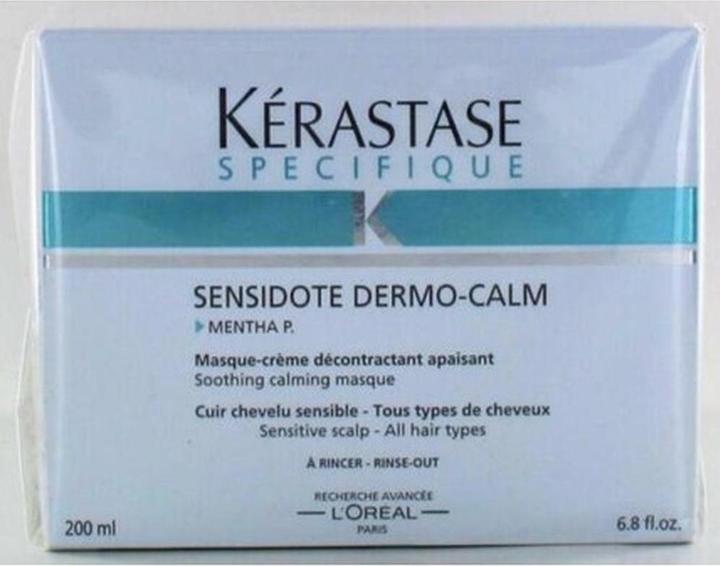 KÉRASTASE
SPECIFIQUE
K
SENSIDOTE DERMO-CALM
MENTHA P.
Masque-crème décontractant apaisant
Soothing calming masque
Cuir chevelu sensible - Tous types de cheveux
Sensitive scalp - All hair types
À RINCER - RINSE-OUT
RECHERCHE AVANCÉE
L'ORÉAL
PARIS
200 ml
6.8 fl.oz.